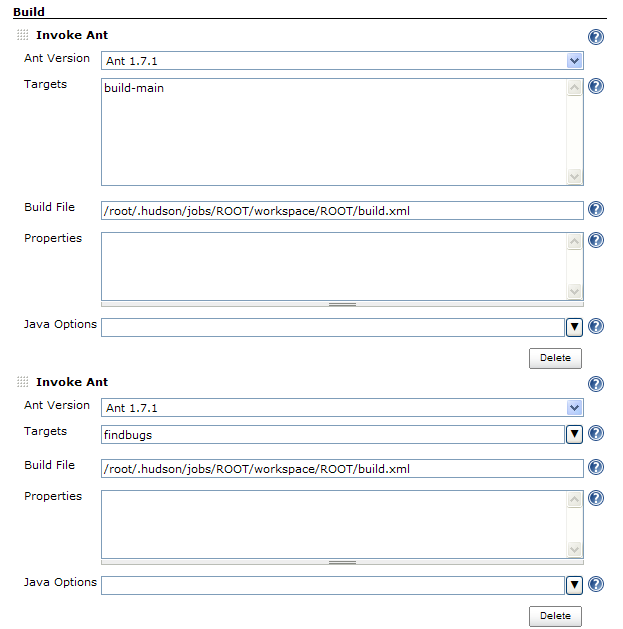 Build
Invoke Ant
Ant Version Ant 1.7.1
Targets build-main
Build File /root/.hudson/jobs/ROOT/workspace/ROOT/build.xml
Properties
Java Options
Delete
Invoke Ant
Ant Version Ant 1.7.1
Targets findbugs
Build File /root/.hudson/jobs/ROOT/workspace/ROOT/build.xml
Properties
Java Options
Delete